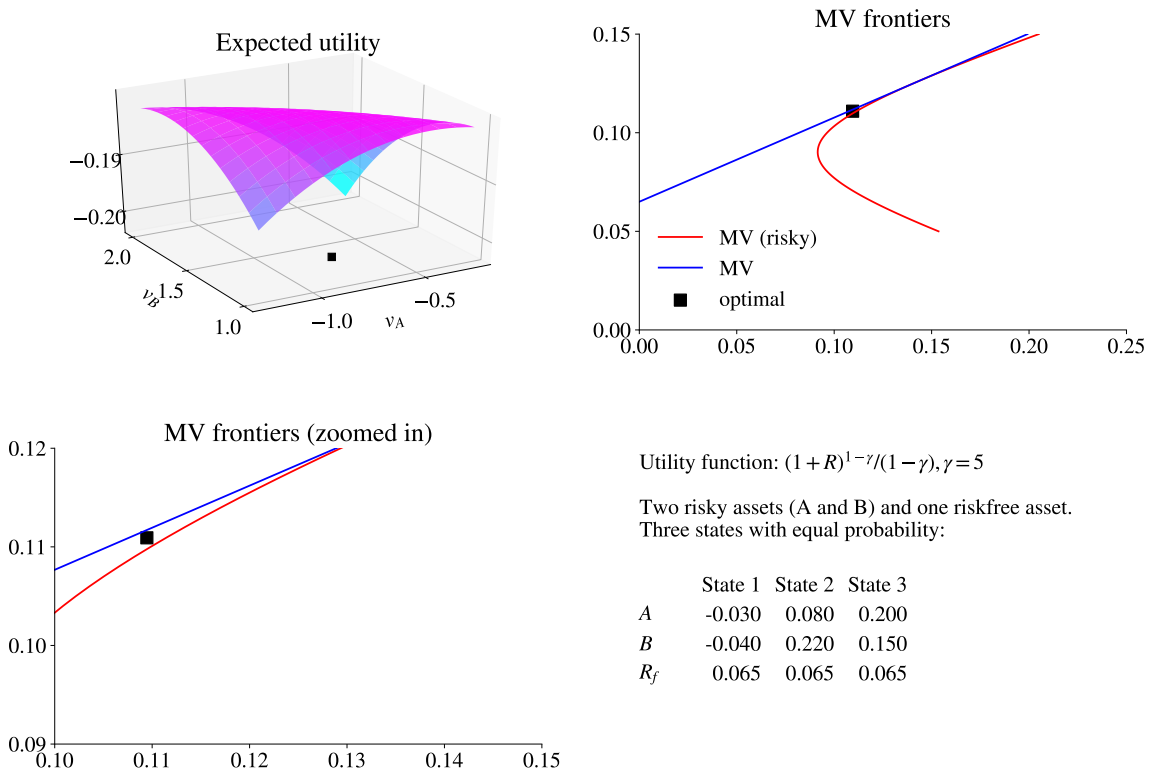 Expected utility
−0.19
−0.20
2.0
1.5
1.0
ν_B
−1.0
−0.5
ν_A
MV frontiers
0.15
0.10
0.05
0.00
MV (risky)
MV
optimal
0.00 0.05 0.10 0.15 0.20 0.25
MV frontiers (zoomed in)
0.12
0.11
0.10
0.09
0.10 0.11 0.12 0.13 0.14 0.15
Utility function: (1 + R)^{1−γ}/(1−γ), γ = 5
Two risky assets (A and B) and one riskfree asset.
Three states with equal probability:
State 1 State 2 State 3
A -0.030 0.080 0.200
B -0.040 0.220 0.150
R_f 0.065 0.065 0.065